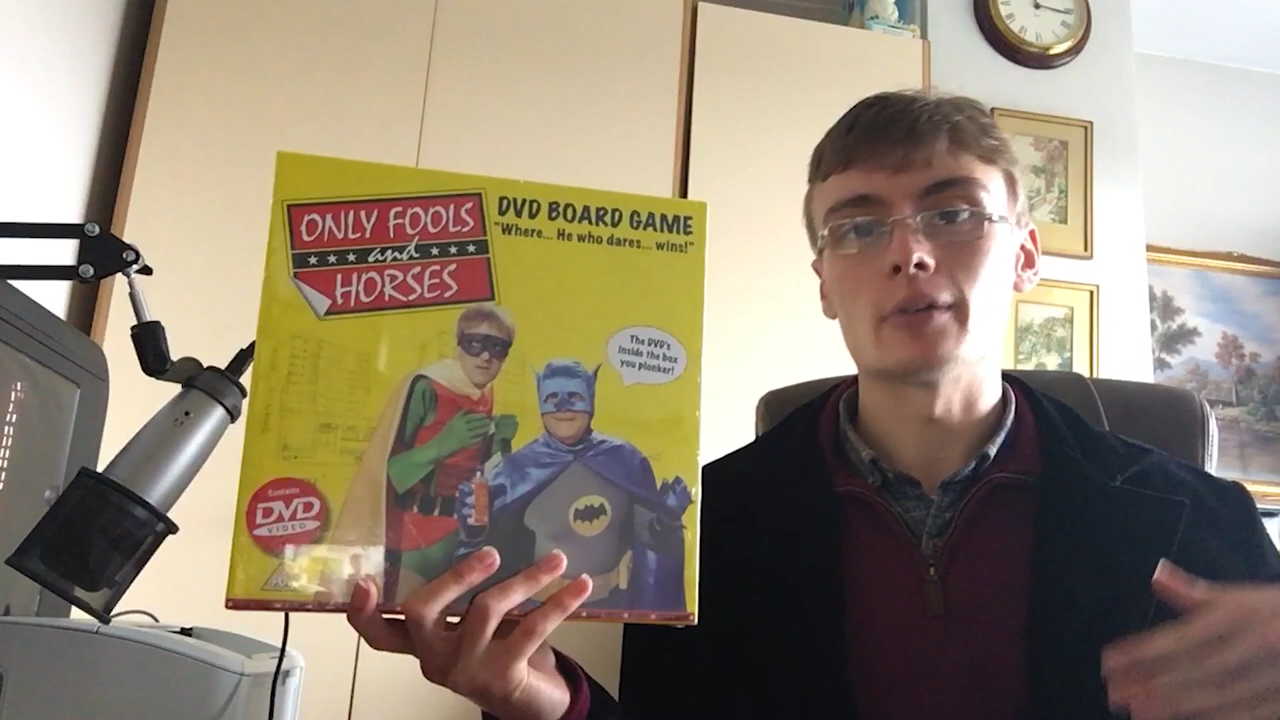 ONLY FOOLS
and
HORSES
DVD BOARD GAME
"Where... He who dares... wins!"
The DVD's
inside the box
you plonker!
Contains
DVD
VIDEO